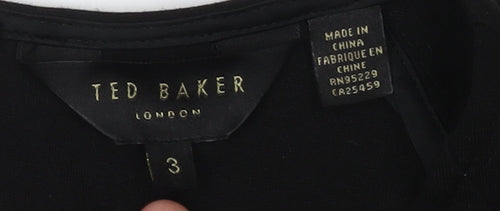 TED BAKER
LONDON
3
MADE IN
CHINA
FABRIQUE EN
CHINE
RN95229
CA25459